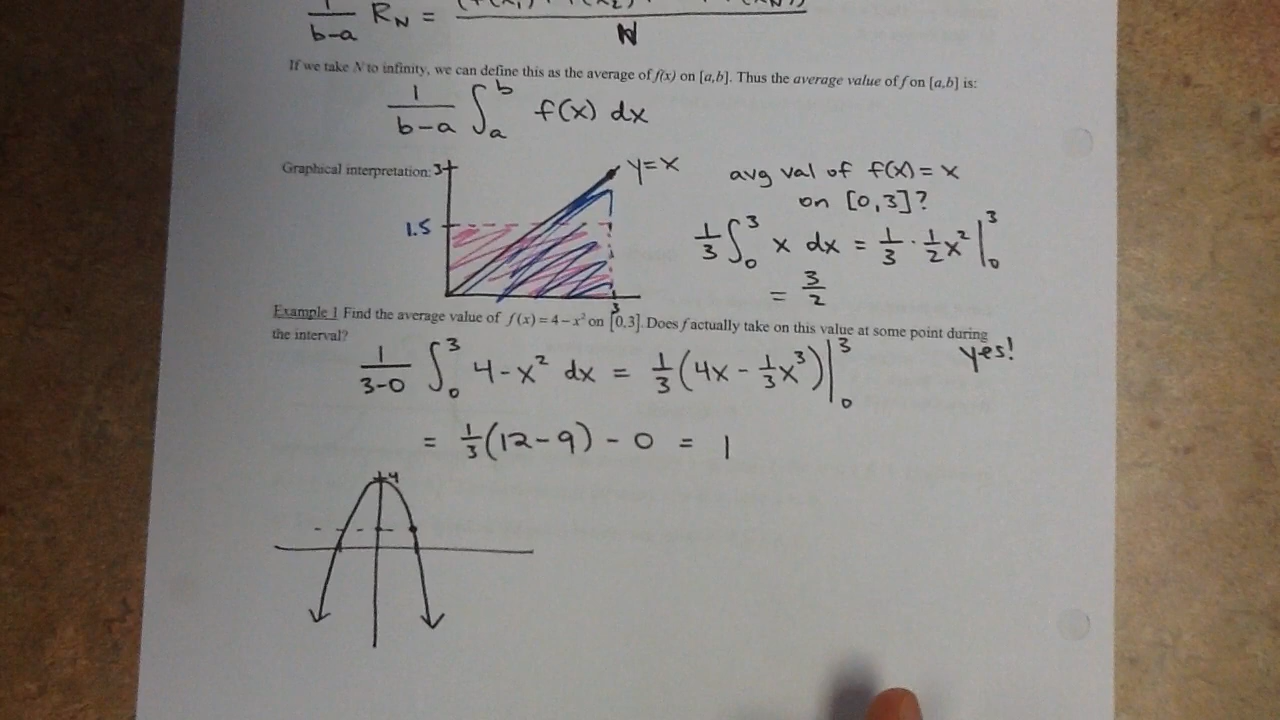 1/(b-a) R_N = (f(x₁) + f(x₂) + ⋯ + f(x_N))/N
If we take N to infinity, we can define this as the average of f(x) on [a,b]. Thus the average value of f on [a,b] is:
1/(b-a) ∫_a^b f(x) dx
Graphical interpretation:
3
y=x
1.5
3
avg val of f(x) = x
on [0,3]?
1/3 ∫_0^3 x dx = 1/3 · 1/2 x² |_0^3
= 3/2
Example 1 Find the average value of f(x) = 4 – x² on [0,3]. Does f actually take on this value at some point during
the interval?
yes!
1/(3-0) ∫_0^3 4 - x² dx = 1/3 (4x - 1/3 x³) |_0^3
= 1/3 (12 - 9) - 0 = 1
4